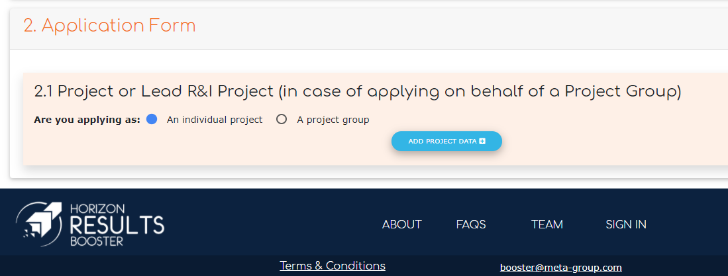 2. Application Form
2.1 Project or Lead R&I Project (in case of applying on behalf of a Project Group)
Are you applying as: An individual project A project group
ADD PROJECT DATA
HORIZON
RESULTS
BOOSTER
ABOUT FAQS TEAM SIGN IN
Terms & Conditions booster@meta-group.com